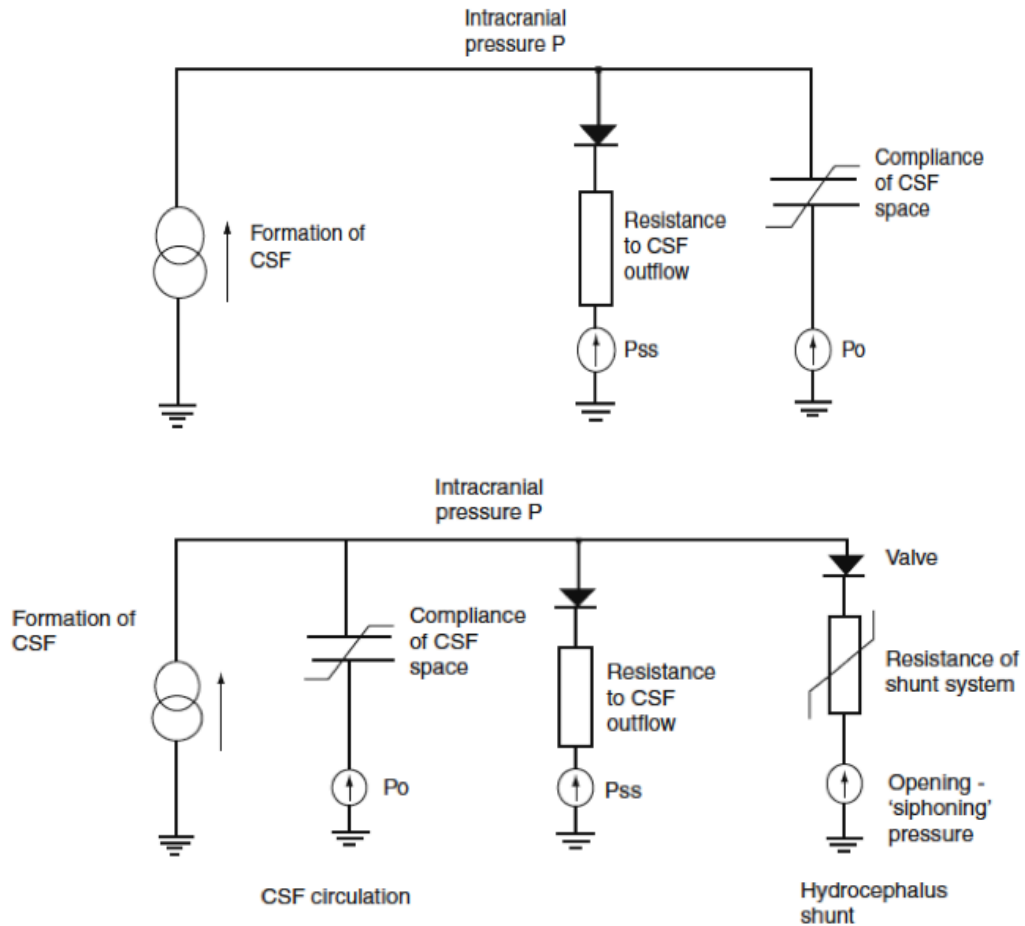 Intracranial
pressure P
Formation of
CSF
Resistance
to CSF
outflow
Compliance
of CSF
space
Pss
Po
Intracranial
pressure P
Formation of
CSF
Compliance
of CSF
space
Po
Resistance
to CSF
outflow
Pss
Valve
Resistance of
shunt system
Opening -
‘siphoning’
pressure
CSF circulation
Hydrocephalus
shunt